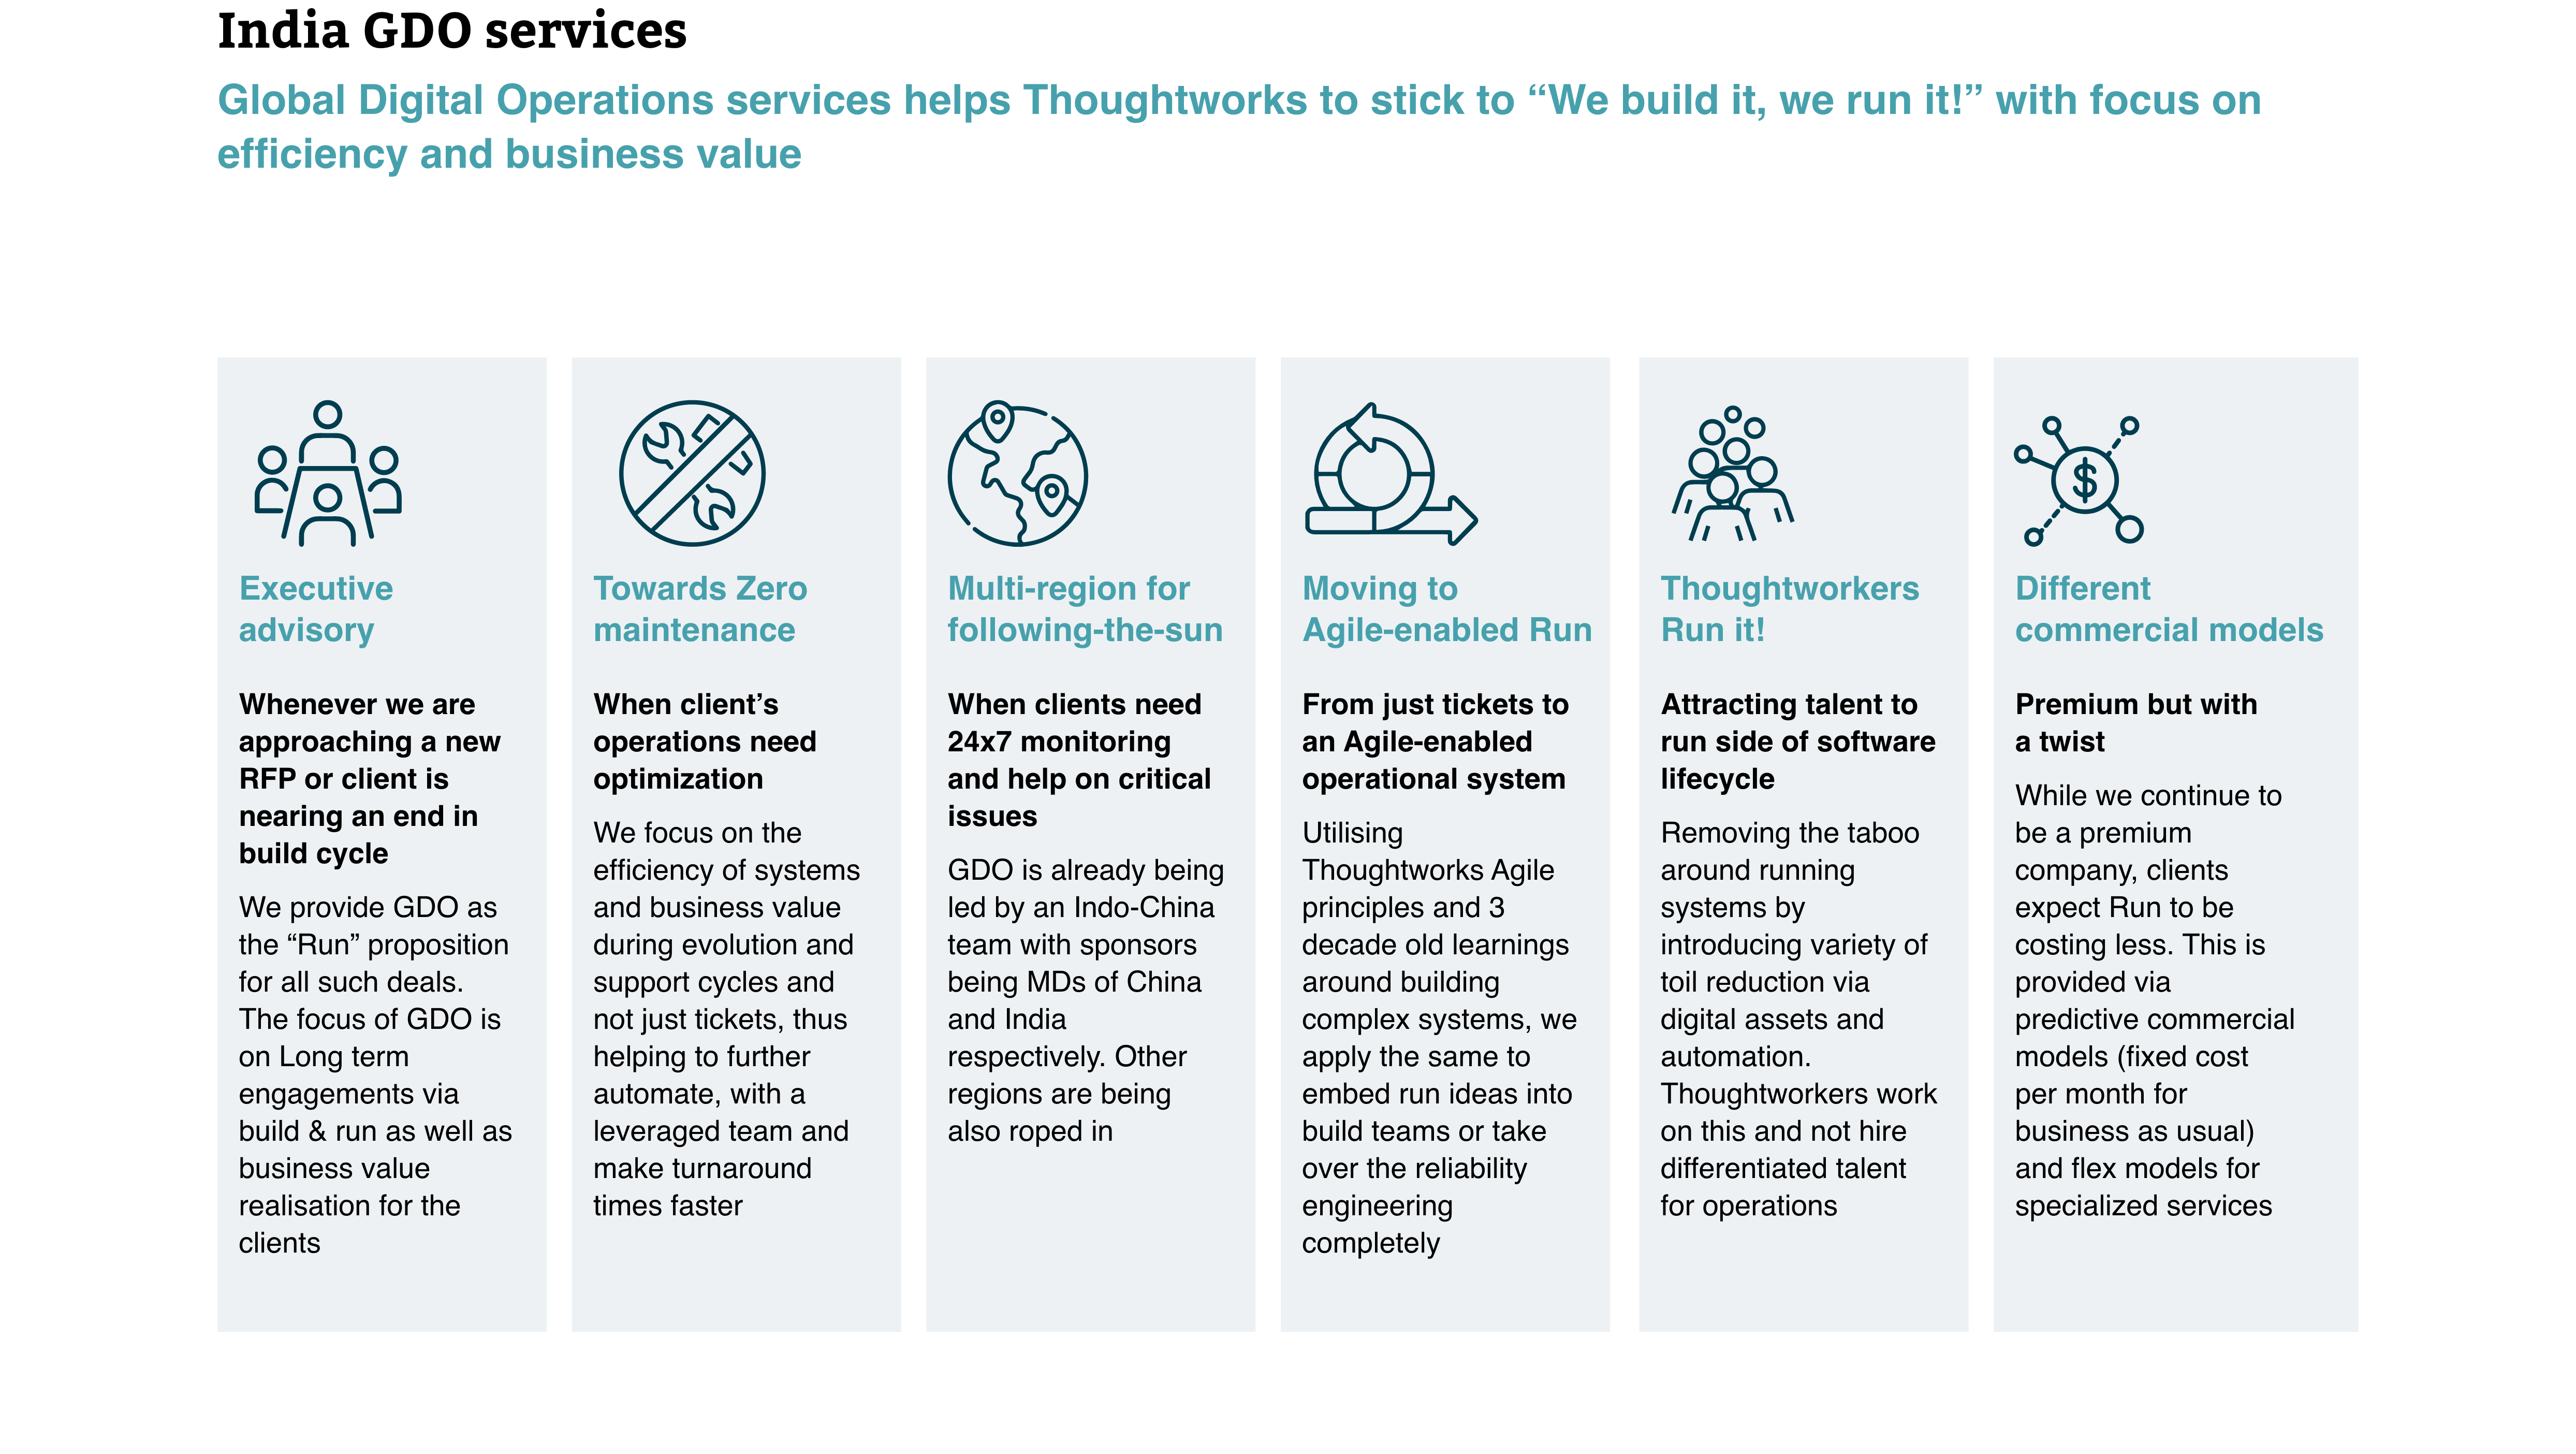 India GDO services
Global Digital Operations services helps Thoughtworks to stick to “We build it, we run it!” with focus on
efficiency and business value
Executive
advisory
Whenever we are
approaching a new
RFP or client is
nearing an end in
build cycle
We provide GDO as
the “Run” proposition
for all such deals.
The focus of GDO is
on Long term
engagements via
build & run as well as
business value
realisation for the
clients
Towards Zero
maintenance
When client’s
operations need
optimization
We focus on the
efficiency of systems
and business value
during evolution and
support cycles and
not just tickets, thus
helping to further
automate, with a
leveraged team and
make turnaround
times faster
Multi-region for
following-the-sun
When clients need
24x7 monitoring
and help on critical
issues
GDO is already being
led by an Indo-China
team with sponsors
being MDs of China
and India
respectively. Other
regions are being
also roped in
Moving to
Agile-enabled Run
From just tickets to
an Agile-enabled
operational system
Utilising
Thoughtworks Agile
principles and 3
decade old learnings
around building
complex systems, we
apply the same to
embed run ideas into
build teams or take
over the reliability
engineering
completely
Thoughtworkers
Run it!
Attracting talent to
run side of software
lifecycle
Removing the taboo
around running
systems by
introducing variety of
toil reduction via
digital assets and
automation.
Thoughtworkers work
on this and not hire
differentiated talent
for operations
$
Different
commercial models
Premium but with
a twist
While we continue to
be a premium
company, clients
expect Run to be
costing less. This is
provided via
predictive commercial
models (fixed cost
per month for
business as usual)
and flex models for
specialized services